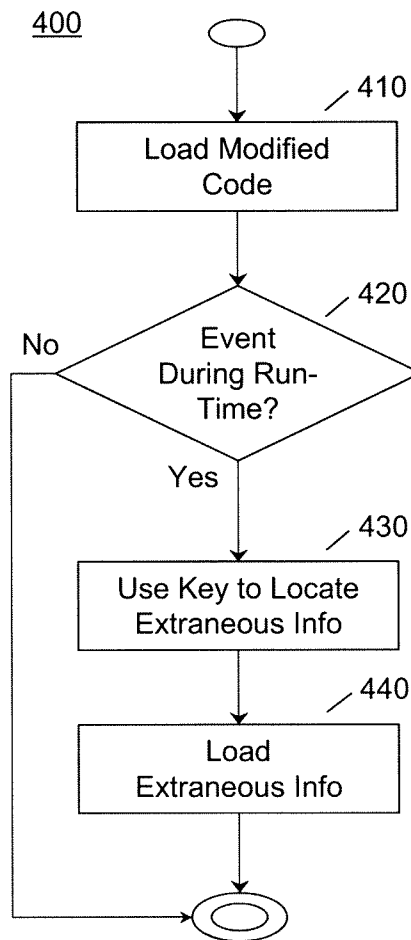 400
410
Load Modified
Code
420
No
Event
During Run-
Time?
Yes
430
Use Key to Locate
Extraneous Info
440
Load
Extraneous Info